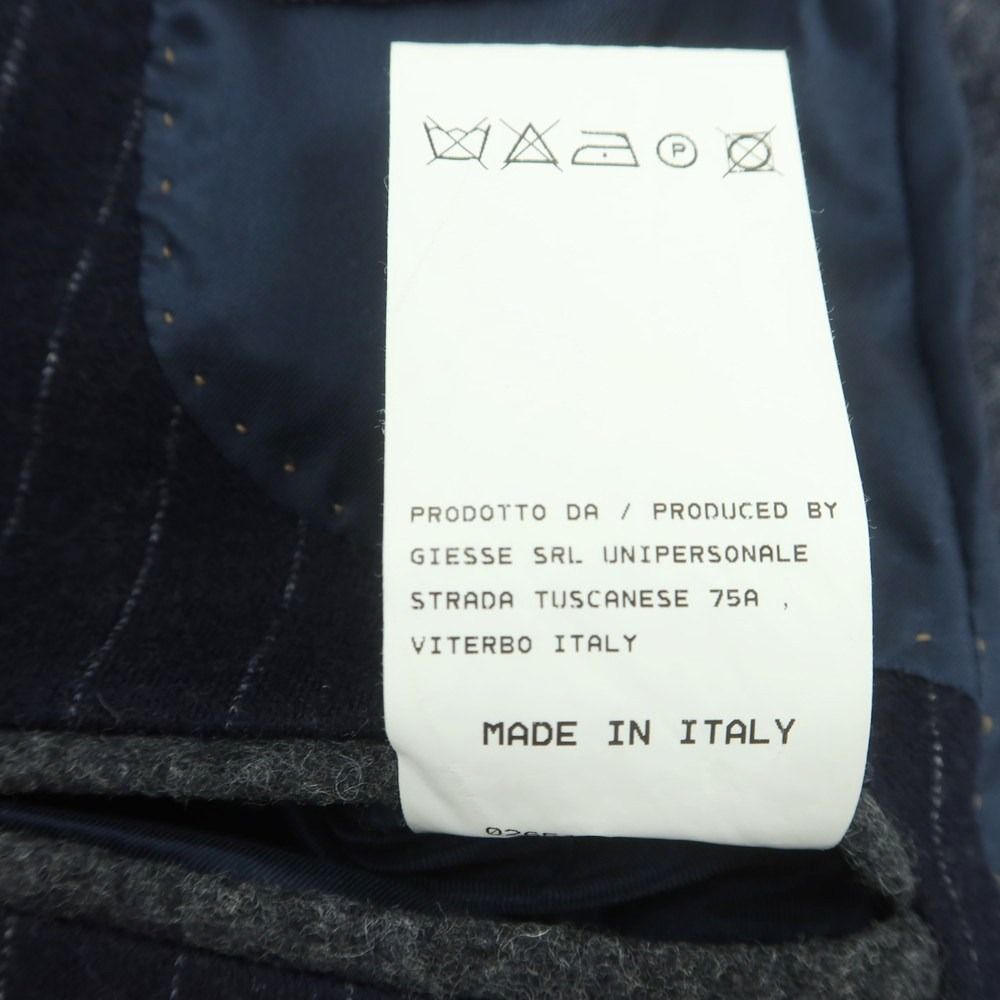 P
PRODOTTO DA / PRODUCED BY
GIESSE SRL UNIPERSONALE
STRADA TUSCANESE 75A ,
VITERBO ITALY
MADE IN ITALY